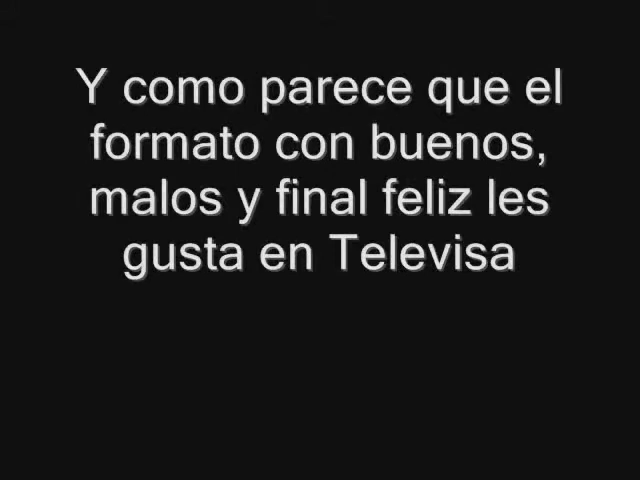 Y como parece que el
formato con buenos,
malos y final feliz les
gusta en Televisa